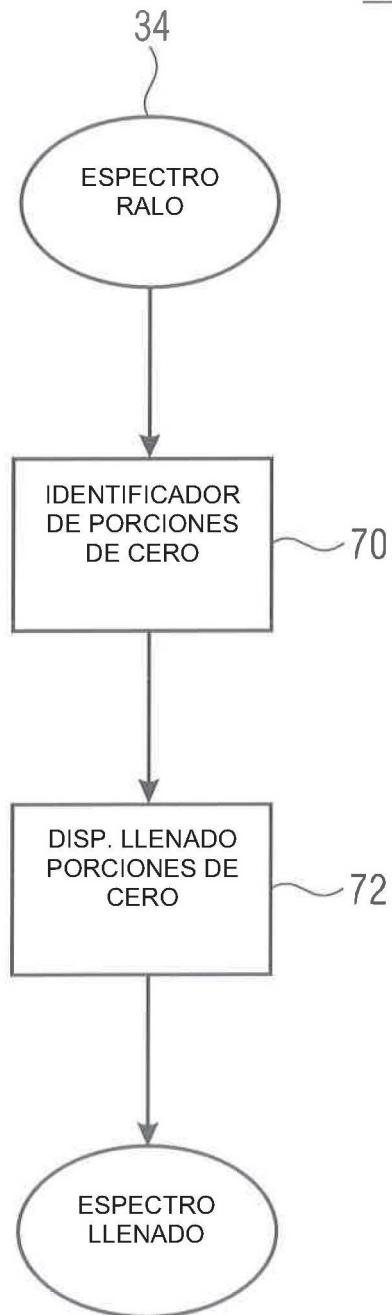 34
ESPECTRO
RALO
IDENTIFICADOR
DE PORCIONES
DE CERO
70
DISP. LLENADO
PORCIONES DE
CERO
72
ESPECTRO
LLENADO